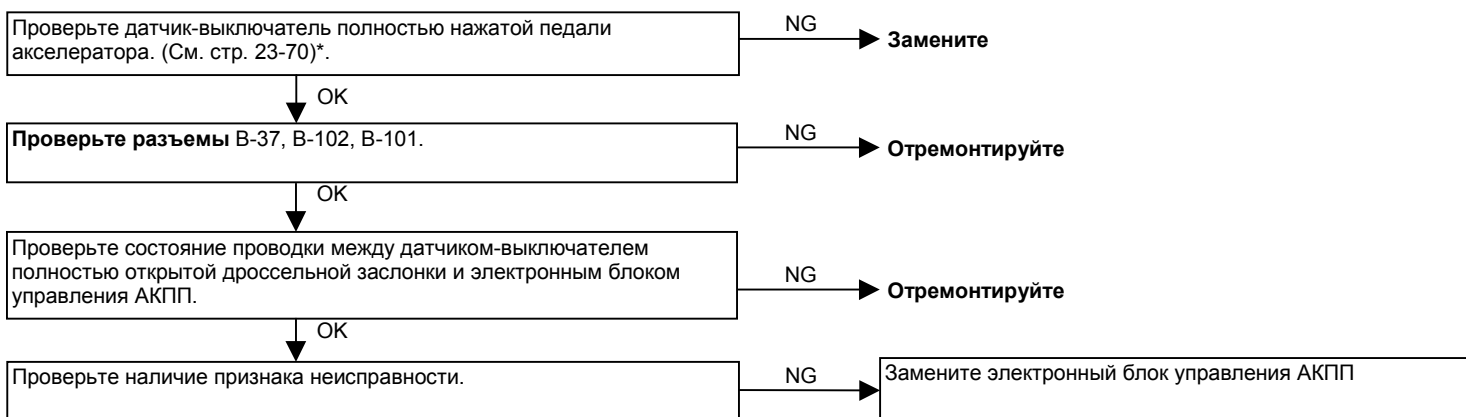 Проверьте датчик-выключатель полностью нажатой педали
акселератора. (См. стр. 23-70)*.
NG
Замените
OK
Проверьте разъемы B-37, B-102, B-101.
NG
Отремонтируйте
OK
Проверьте состояние проводки между датчиком-выключателем
полностью открытой дроссельной заслонки и электронным блоком
управления АКПП.
NG
Отремонтируйте
OK
Проверьте наличие признака неисправности.
NG
Замените электронный блок управления АКПП